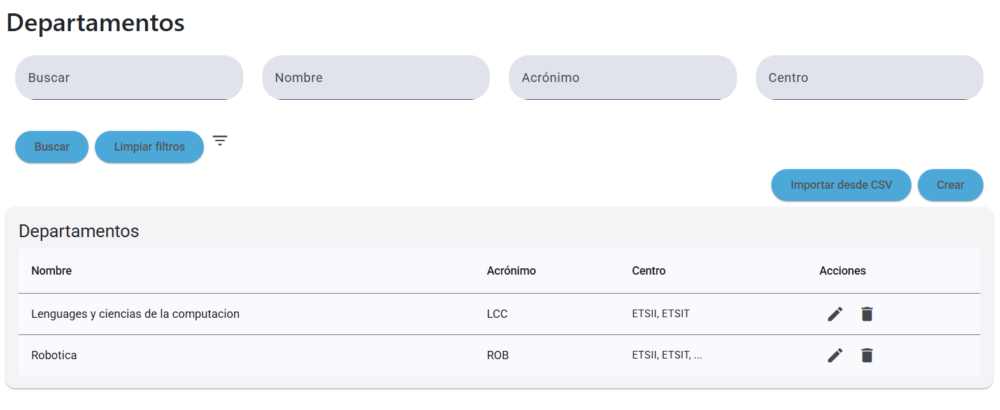 Departamentos
Buscar Nombre Acrónimo Centro
Buscar Limpiar filtros
Importar desde CSV Crear
Departamentos
Nombre Acrónimo Centro Acciones
Lenguages y ciencias de la computacion LCC ETSII, ETSIT
Robotica ROB ETSII, ETSIT, ...